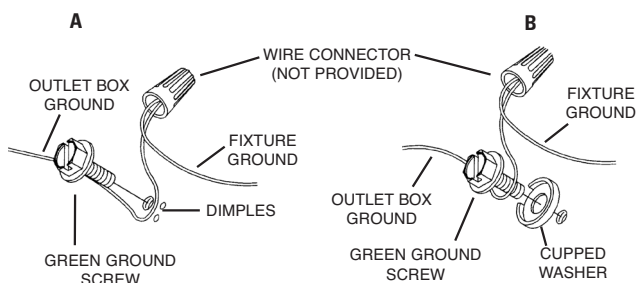 A
B
WIRE CONNECTOR
(NOT PROVIDED)
OUTLET BOX
GROUND
FIXTURE
GROUND
DIMPLES
GREEN GROUND
SCREW
FIXTURE
GROUND
OUTLET BOX
GROUND
GREEN GROUND
SCREW
CUPPED
WASHER